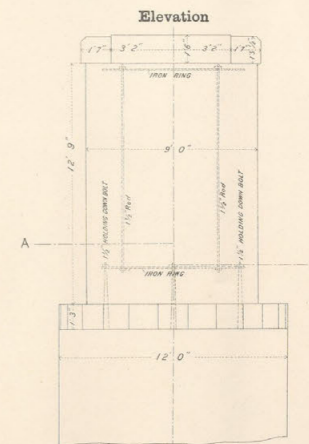 Elevation
1'7" 3' 2" 1'6" 3' 2" 1'7"
IRON RING
12' 9"
9' 0"
1½" HOLDING DOWN BOLT
1½" Rod
1½" Rod
1½" HOLDING DOWN BOLT
A
IRON RING
1' 3"
12' 0"